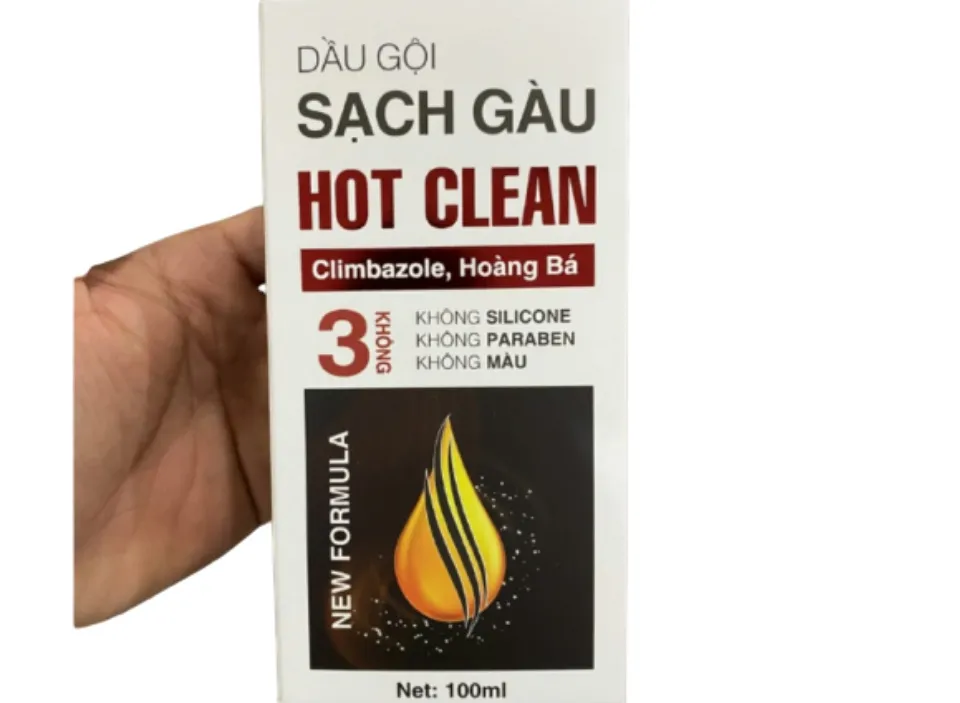 DẦU GỘI
SẠCH GÀU
HOT CLEAN
Climbazole, Hoàng Bá
3 KHÔNG
KHÔNG SILICONE
KHÔNG PARABEN
KHÔNG MÀU
NEW FORMULA
Net: 100ml